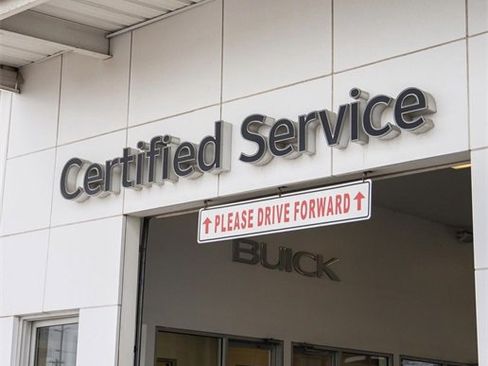 Certified Service
↑PLEASE DRIVE FORWARD↑
BUICK